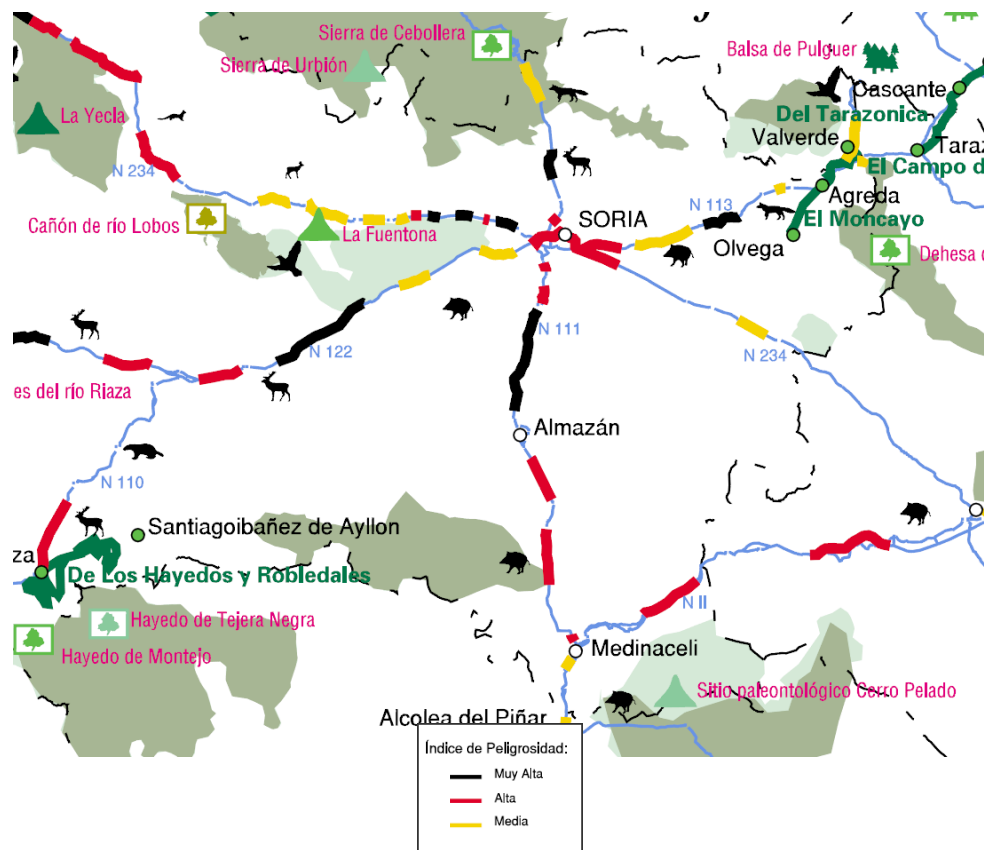 Sierra de Cebollera
Sierra de Urbión
Balsa de Pulguer
Cascante
La Yecla
Del Tarazonica
Valverde
Taraz
N 234
El Campo d
Agreda
N 113
Cañón de río Lobos
La Fuentona
SORIA
El Moncayo
Olvega
Dehesa d
N 111
N 122
N 234
es del río Riaza
Almazán
N 110
Santiagoibañez de Ayllon
za
De Los Hayedos y Robledales
N II
Hayedo de Tejera Negra
Medinaceli
Hayedo de Montejo
Sitio paleontológico Cerro Pelado
Alcolea del Piñar
Índice de Peligrosidad:
Muy Alta
Alta
Media